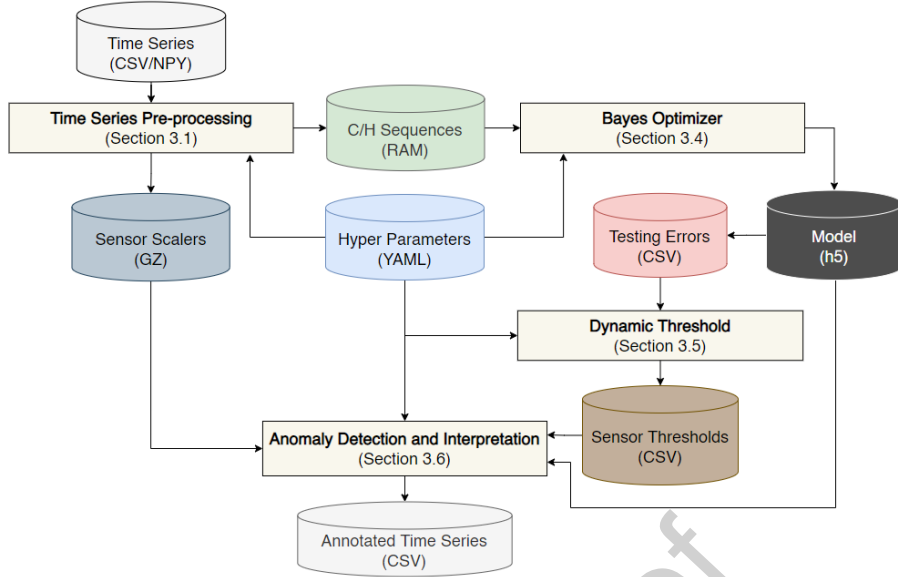 Time Series
(CSV/NPY)
Time Series Pre-processing
(Section 3.1)
C/H Sequences
(RAM)
Bayes Optimizer
(Section 3.4)
Sensor Scalers
(GZ)
Hyper Parameters
(YAML)
Testing Errors
(CSV)
Model
(h5)
Dynamic Threshold
(Section 3.5)
Anomaly Detection and Interpretation
(Section 3.6)
Sensor Thresholds
(CSV)
Annotated Time Series
(CSV)